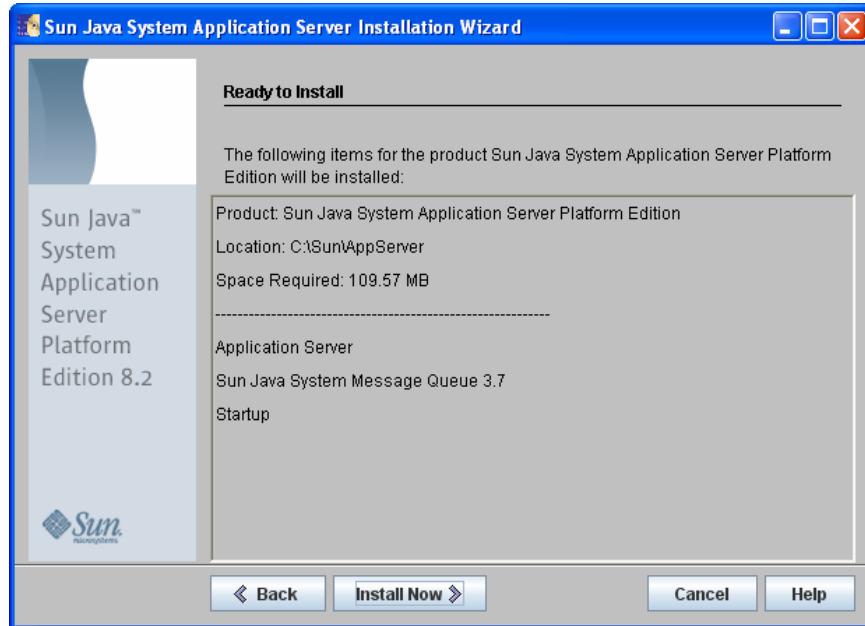 Sun Java System Application Server Installation Wizard
Ready to Install
The following items for the product Sun Java System Application Server Platform
Edition will be installed:
Sun Java™
System
Application
Server
Platform
Edition 8.2
Sun
microsystems
Product: Sun Java System Application Server Platform Edition
Location: C:\Sun\AppServer
Space Required: 109.57 MB
------------------------------------------------------------
Application Server
Sun Java System Message Queue 3.7
Startup
Back
Install Now
Cancel
Help